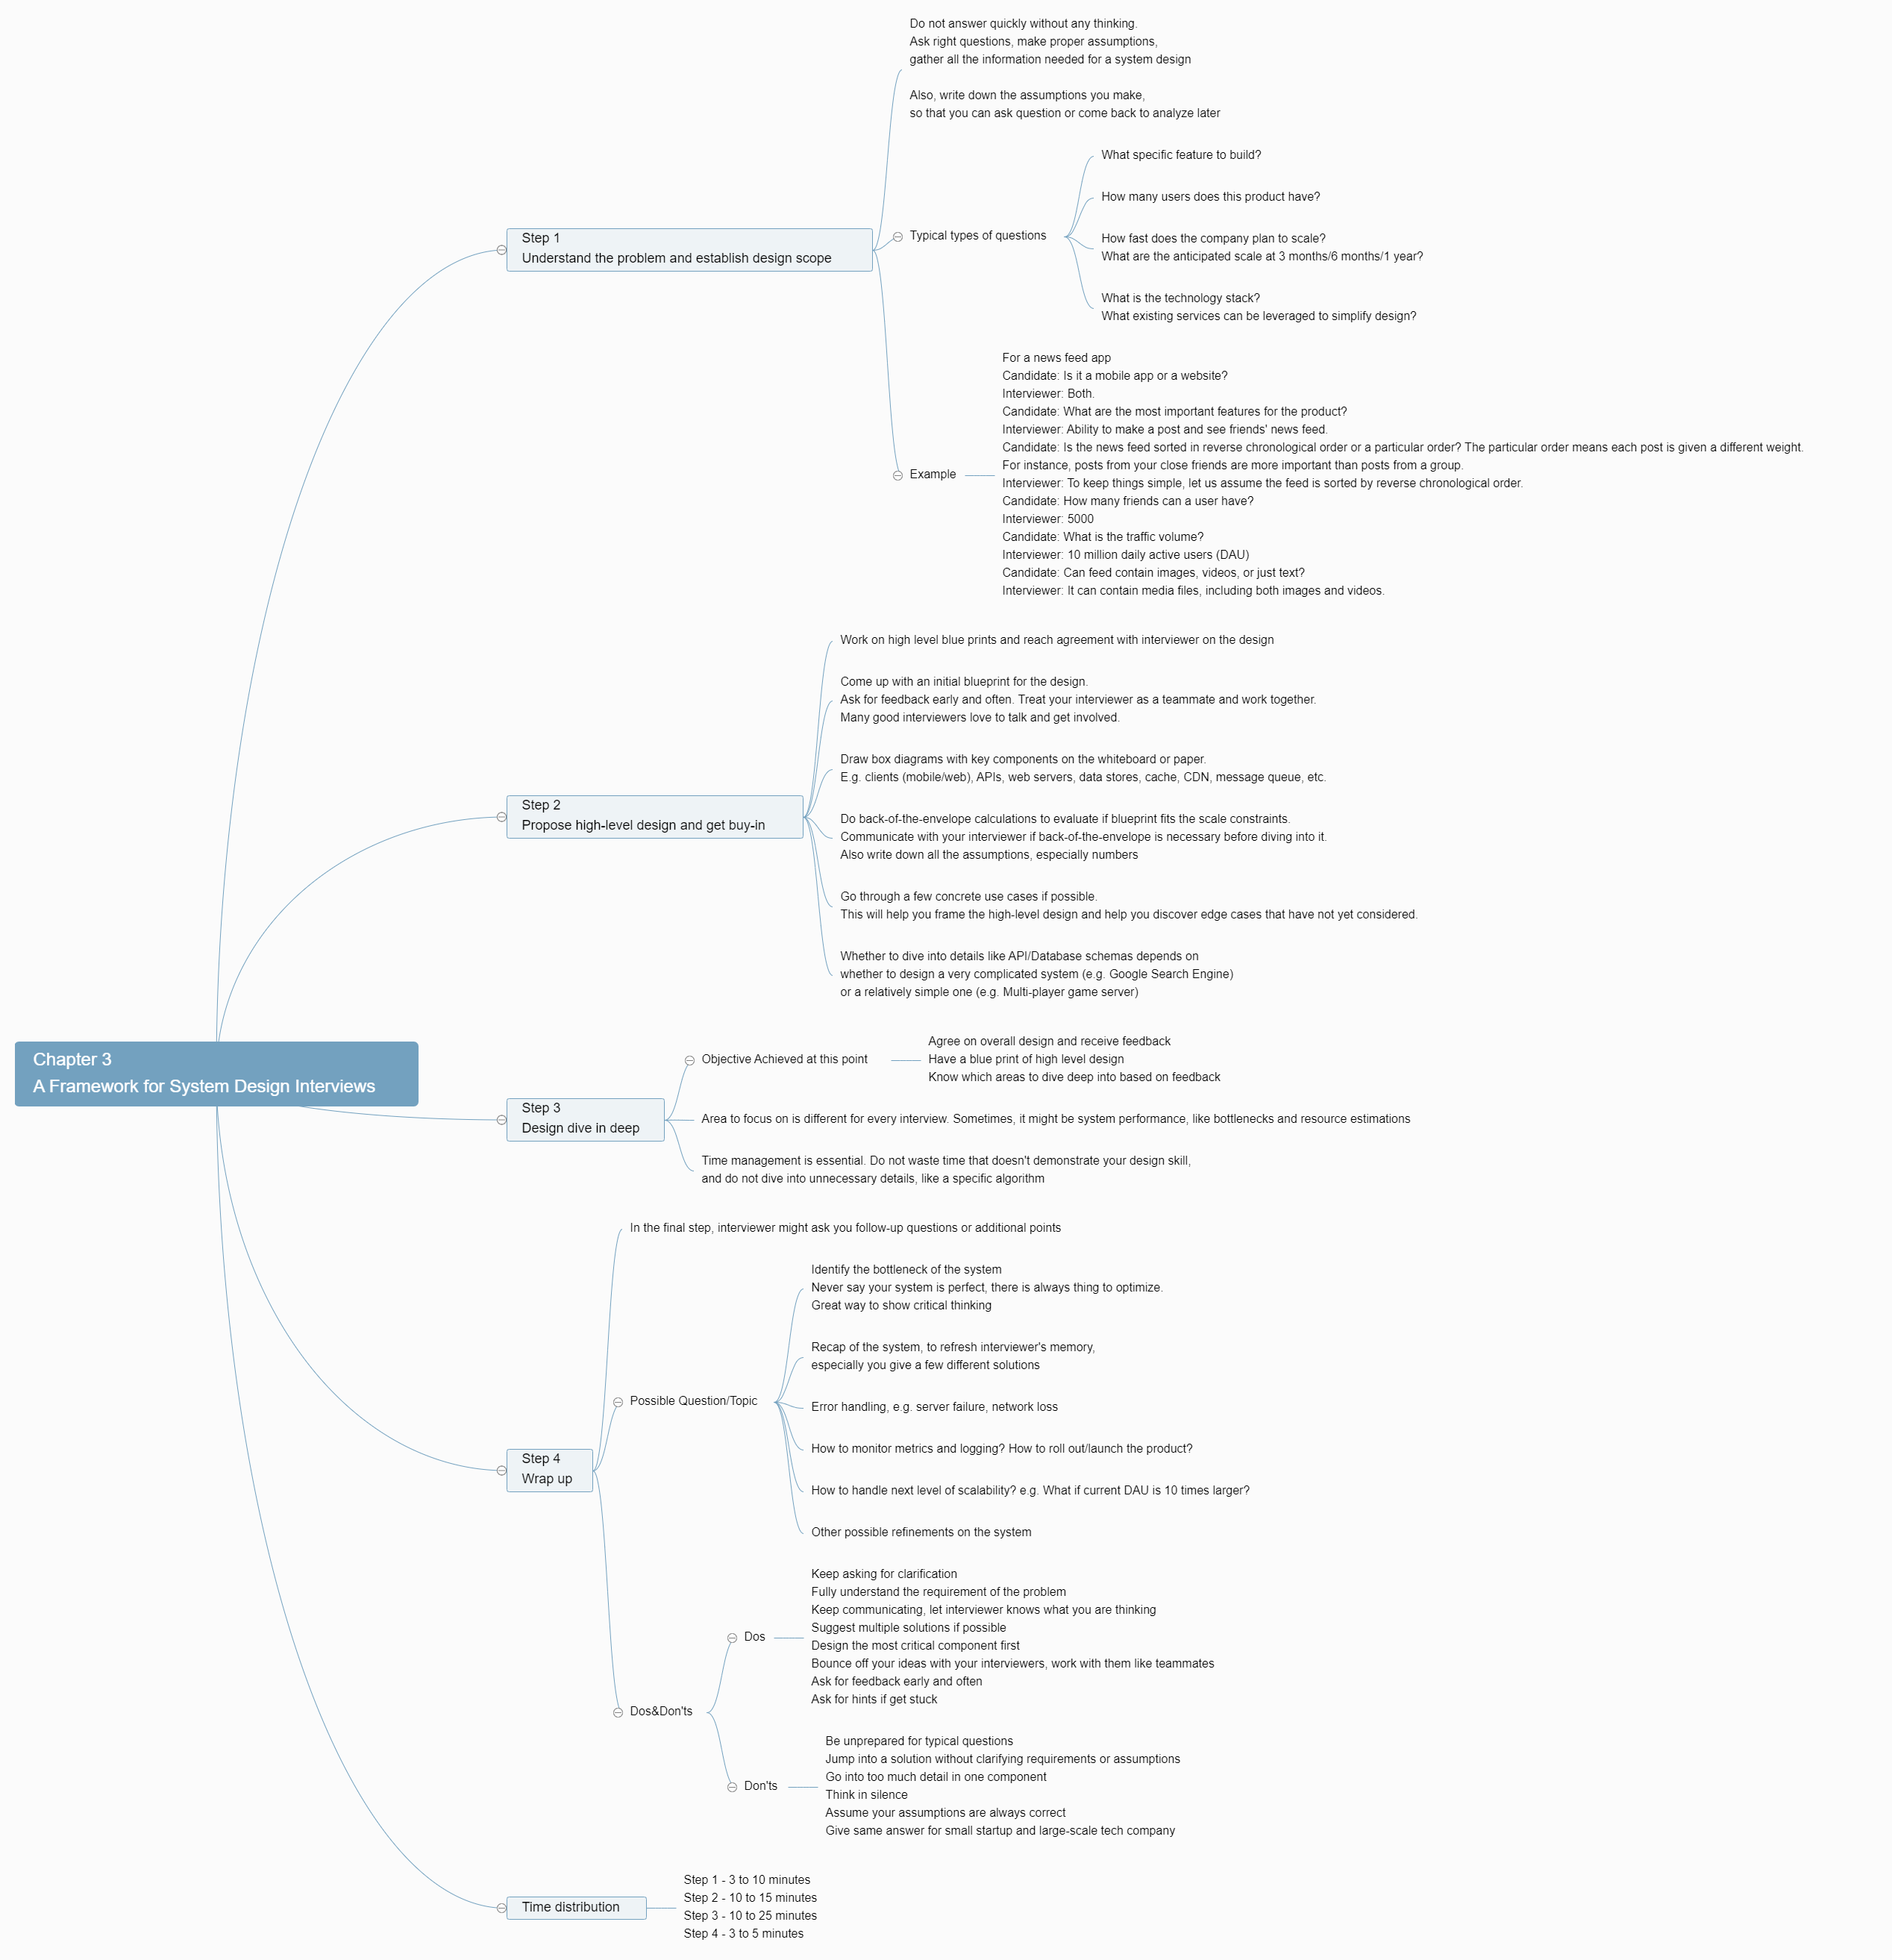 Chapter 3
A Framework for System Design Interviews
Step 1
Understand the problem and establish design scope
Do not answer quickly without any thinking.
Ask right questions, make proper assumptions,
gather all the information needed for a system design
Also, write down the assumptions you make,
so that you can ask question or come back to analyze later
Typical types of questions
What specific feature to build?
How many users does this product have?
How fast does the company plan to scale?
What are the anticipated scale at 3 months/6 months/1 year?
What is the technology stack?
What existing services can be leveraged to simplify design?
Example
For a news feed app
Candidate: Is it a mobile app or a website?
Interviewer: Both.
Candidate: What are the most important features for the product?
Interviewer: Ability to make a post and see friends' news feed.
Candidate: Is the news feed sorted in reverse chronological order or a particular order? The particular order means each post is given a different weight.
For instance, posts from your close friends are more important than posts from a group.
Interviewer: To keep things simple, let us assume the feed is sorted by reverse chronological order.
Candidate: How many friends can a user have?
Interviewer: 5000
Candidate: What is the traffic volume?
Interviewer: 10 million daily active users (DAU)
Candidate: Can feed contain images, videos, or just text?
Interviewer: It can contain media files, including both images and videos.
Step 2
Propose high-level design and get buy-in
Work on high level blue prints and reach agreement with interviewer on the design
Come up with an initial blueprint for the design.
Ask for feedback early and often. Treat your interviewer as a teammate and work together.
Many good interviewers love to talk and get involved.
Draw box diagrams with key components on the whiteboard or paper.
E.g. clients (mobile/web), APIs, web servers, data stores, cache, CDN, message queue, etc.
Do back-of-the-envelope calculations to evaluate if blueprint fits the scale constraints.
Communicate with your interviewer if back-of-the-envelope is necessary before diving into it.
Also write down all the assumptions, especially numbers
Go through a few concrete use cases if possible.
This will help you frame the high-level design and help you discover edge cases that have not yet considered.
Whether to dive into details like API/Database schemas depends on
whether to design a very complicated system (e.g. Google Search Engine)
or a relatively simple one (e.g. Multi-player game server)
Step 3
Design dive in deep
Objective Achieved at this point
Agree on overall design and receive feedback
Have a blue print of high level design
Know which areas to dive deep into based on feedback
Area to focus on is different for every interview. Sometimes, it might be system performance, like bottlenecks and resource estimations
Time management is essential. Do not waste time that doesn't demonstrate your design skill,
and do not dive into unnecessary details, like a specific algorithm
Step 4
Wrap up
In the final step, interviewer might ask you follow-up questions or additional points
Possible Question/Topic
Identify the bottleneck of the system
Never say your system is perfect, there is always thing to optimize.
Great way to show critical thinking
Recap of the system, to refresh interviewer's memory,
especially you give a few different solutions
Error handling, e.g. server failure, network loss
How to monitor metrics and logging? How to roll out/launch the product?
How to handle next level of scalability? e.g. What if current DAU is 10 times larger?
Other possible refinements on the system
Dos&Don'ts
Dos
Keep asking for clarification
Fully understand the requirement of the problem
Keep communicating, let interviewer knows what you are thinking
Suggest multiple solutions if possible
Design the most critical component first
Bounce off your ideas with your interviewers, work with them like teammates
Ask for feedback early and often
Ask for hints if get stuck
Don'ts
Be unprepared for typical questions
Jump into a solution without clarifying requirements or assumptions
Go into too much detail in one component
Think in silence
Assume your assumptions are always correct
Give same answer for small startup and large-scale tech company
Time distribution
Step 1 - 3 to 10 minutes
Step 2 - 10 to 15 minutes
Step 3 - 10 to 25 minutes
Step 4 - 3 to 5 minutes